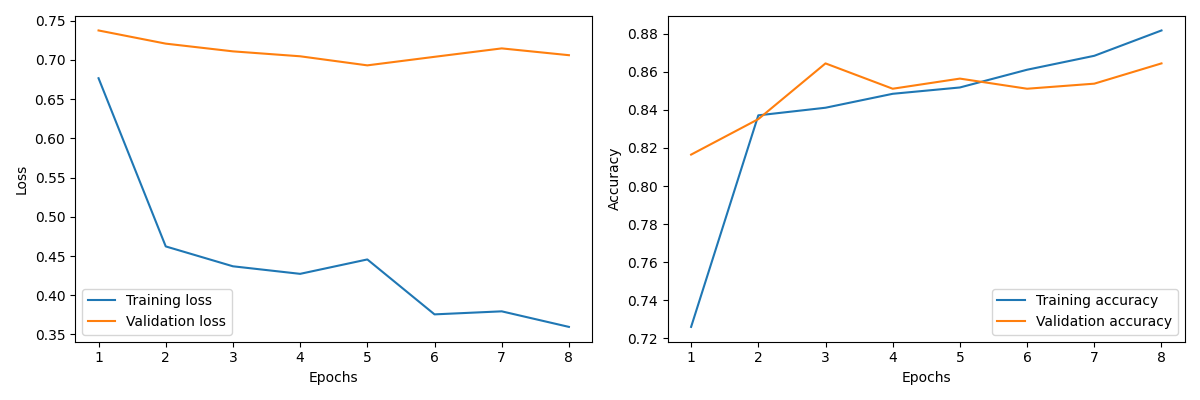 0.75
0.70
0.65
0.60
0.55
0.50
0.45
0.40
0.35
Loss
Training loss
Validation loss
1 2 3 4 5 6 7 8
Epochs
0.88
0.86
0.84
0.82
0.80
0.78
0.76
0.74
0.72
Accuracy
Training accuracy
Validation accuracy
1 2 3 4 5 6 7 8
Epochs